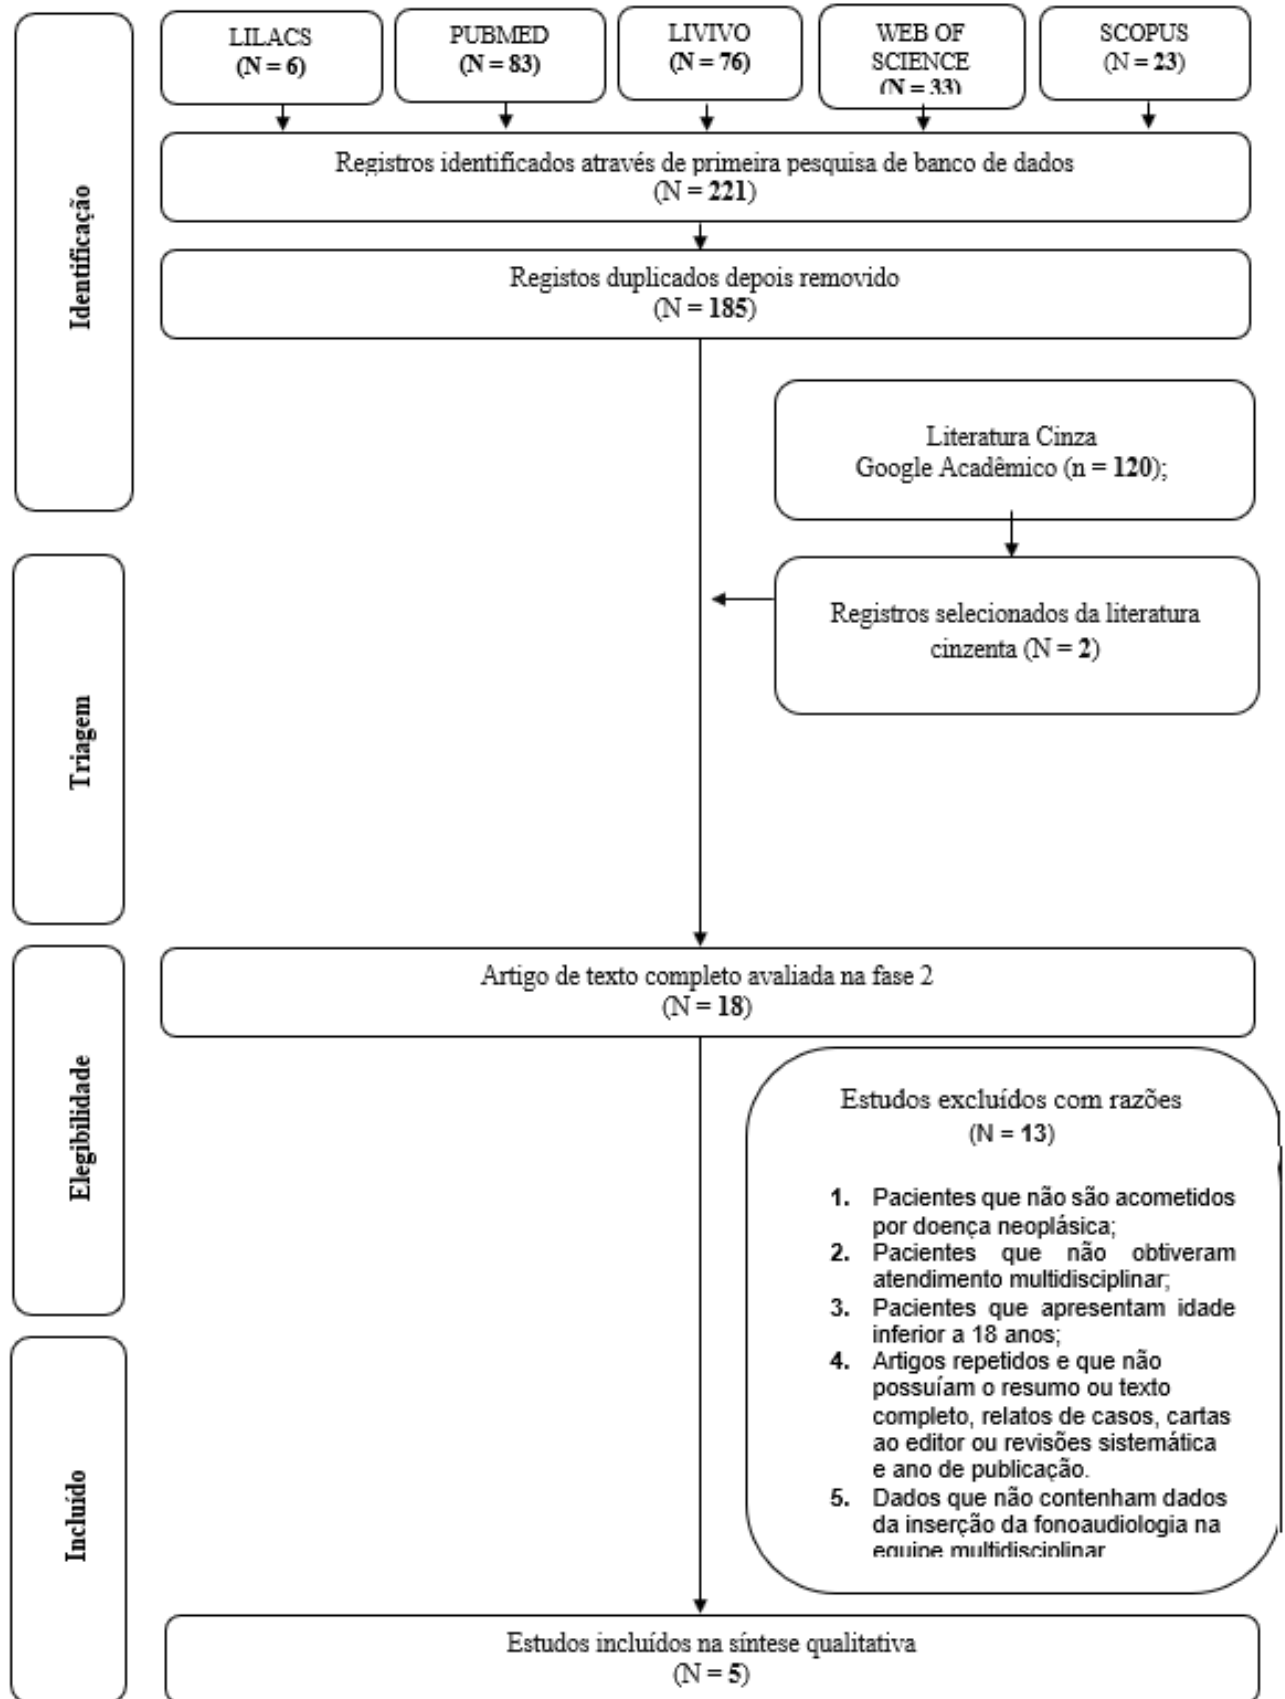 LILACS
(N = 6)
PUBMED
(N = 83)
LIVIVO
(N = 76)
WEB OF
SCIENCE
(N = 33)
SCOPUS
(N = 23)
Registros identificados através de primeira pesquisa de banco de dados
(N = 221)
Registos duplicados depois removido
(N = 185)
Identificação
Literatura Cinza
Google Acadêmico (n = 120);
Registros selecionados da literatura
cinzenta (N = 2)
Triagem
Artigo de texto completo avaliada na fase 2
(N = 18)
Elegibilidade
Estudos excluídos com razões
(N = 13)
1. Pacientes que não são acometidos
por doença neoplásica;
2. Pacientes que não obtiveram
atendimento multidisciplinar;
3. Pacientes que apresentam idade
inferior a 18 anos;
4. Artigos repetidos e que não
possuíam o resumo ou texto
completo, relatos de casos, cartas
ao editor ou revisões sistemática
e ano de publicação.
5. Dados que não contenham dados
da inserção da fonoaudiologia na
equipe multidisciplinar
Incluído
Estudos incluídos na síntese qualitativa
(N = 5)